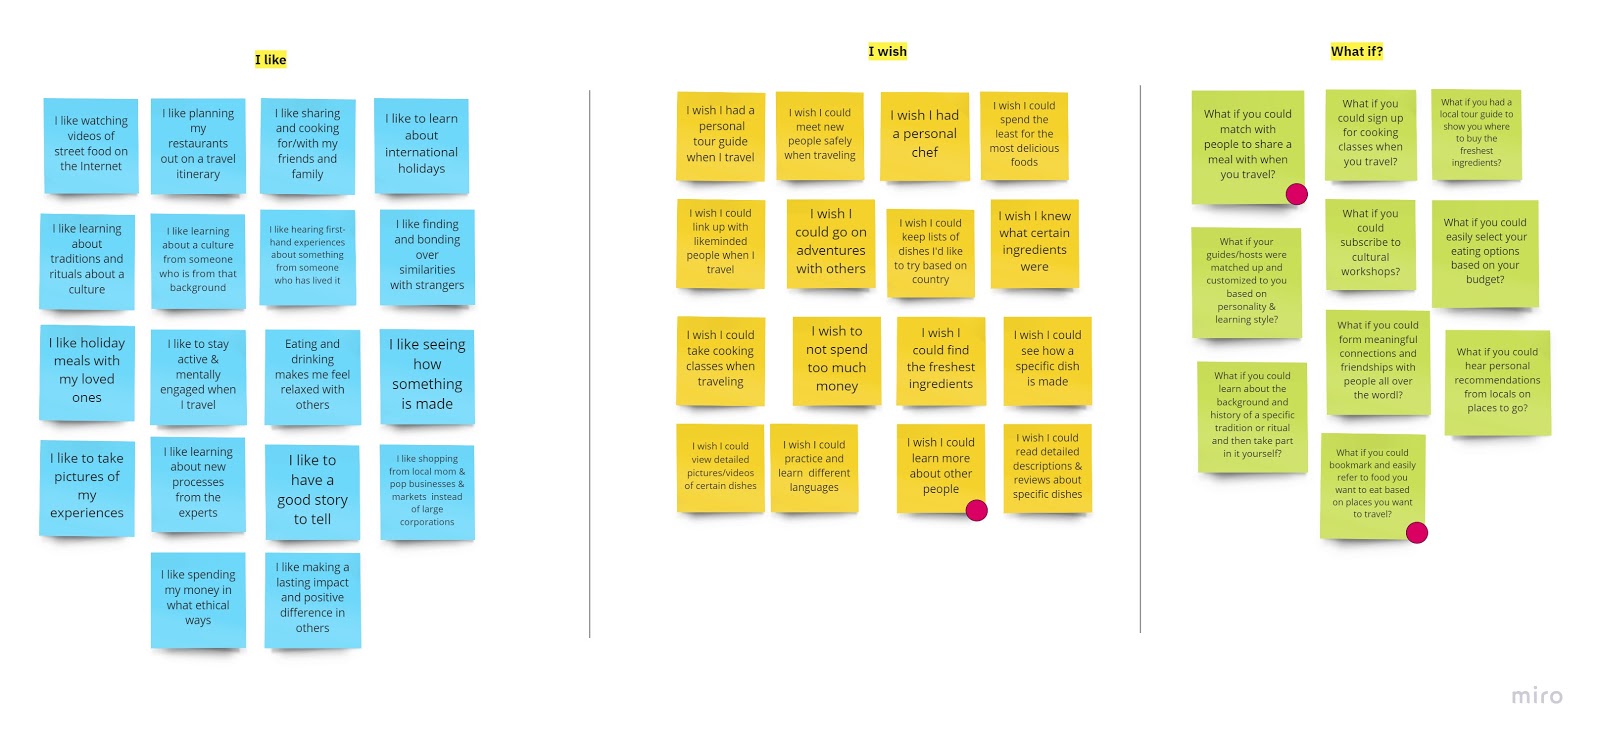 I like
I like watching
videos of
street food on
the Internet
I like planning
my
restaurants
out on a travel
itinerary
I like sharing
and cooking
for/with my
friends and
family
I like to learn
about
international
holidays
I like learning
about
traditions and
rituals about a
culture
I like learning
about a culture
from someone
who is from that
background
I like hearing first-
hand experiences
about something
from someone
who has lived it
I like finding
and bonding
over
similarities
with strangers
I like holiday
meals with
my loved
ones
I like to stay
active &
mentally
engaged when
I travel
Eating and
drinking
makes me feel
relaxed with
others
I like seeing
how
something
is made
I like to take
pictures of
my
experiences
I like learning
about new
processes
from the
experts
I like to
have a
good story
to tell
I like shopping
from local mom &
pop businesses &
markets instead
of large
corporations
I like spending
my money in
what ethical
ways
I like making a
lasting impact
and positive
difference in
others
I wish
I wish I had a
personal
tour guide
when I travel
I wish I could
meet new
people safely
when traveling
I wish I had
a personal
chef
I wish I could
spend the
least for the
most delicious
foods
I wish I could
link up with
likeminded
people when I
travel
I wish I
could go on
adventures
with others
I wish I could
keep lists of
dishes I'd like
to try based on
country
I wish I knew
what certain
ingredients
were
I wish I could
take cooking
classes when
traveling
I wish to
not spend
too much
money
I wish I
could find
the freshest
ingredients
I wish I could
see how a
specific dish
is made
I wish I could
view detailed
pictures/videos
of certain dishes
I wish I could
practice and
learn different
languages
I wish I could
learn more
about other
people
I wish I could
read detailed
descriptions &
reviews about
specific dishes
What if?
What if you could
match with
people to share a
meal with when
you travel?
What if you
could sign up
for cooking
classes when
you travel?
What if you had a
local tour guide to
show you where
to buy the
freshest
ingredients?
What if your
guides/hosts were
matched up and
customized to you
based on
personality &
learning style?
What if you
could
subscribe to
cultural
workshops?
What if you could
easily select your
eating options
based on your
budget?
What if you could
form meaningful
connections and
friendships with
people all over
the wordl?
What if you could
hear personal
recommendations
from locals on
places to go?
What if you could
learn about the
background and
history of a specific
tradition or ritual
and then take part
in it yourself?
What if you could
bookmark and easily
refer to food you
want to eat based
on places you want
to travel?
miro